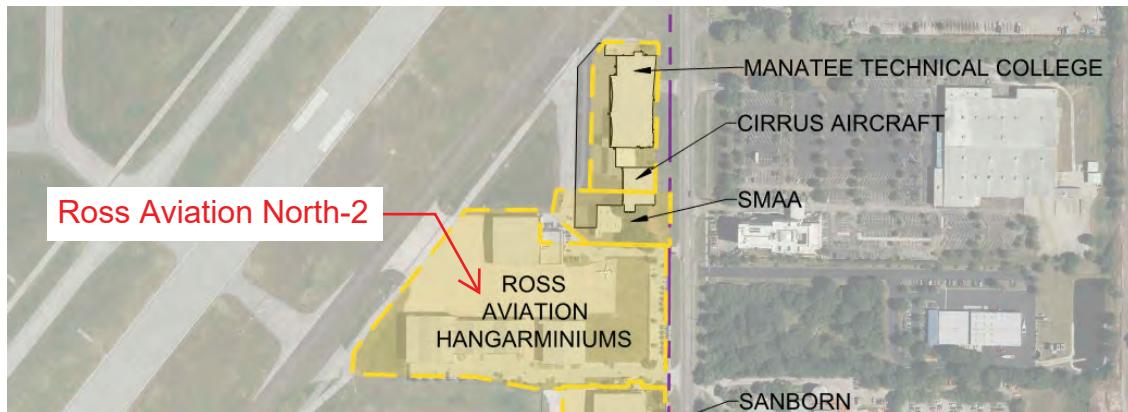 MANATEE TECHNICAL COLLEGE
CIRRUS AIRCRAFT
SMAA
Ross Aviation North-2
ROSS
AVIATION
HANGARMINIUMS
SANBORN